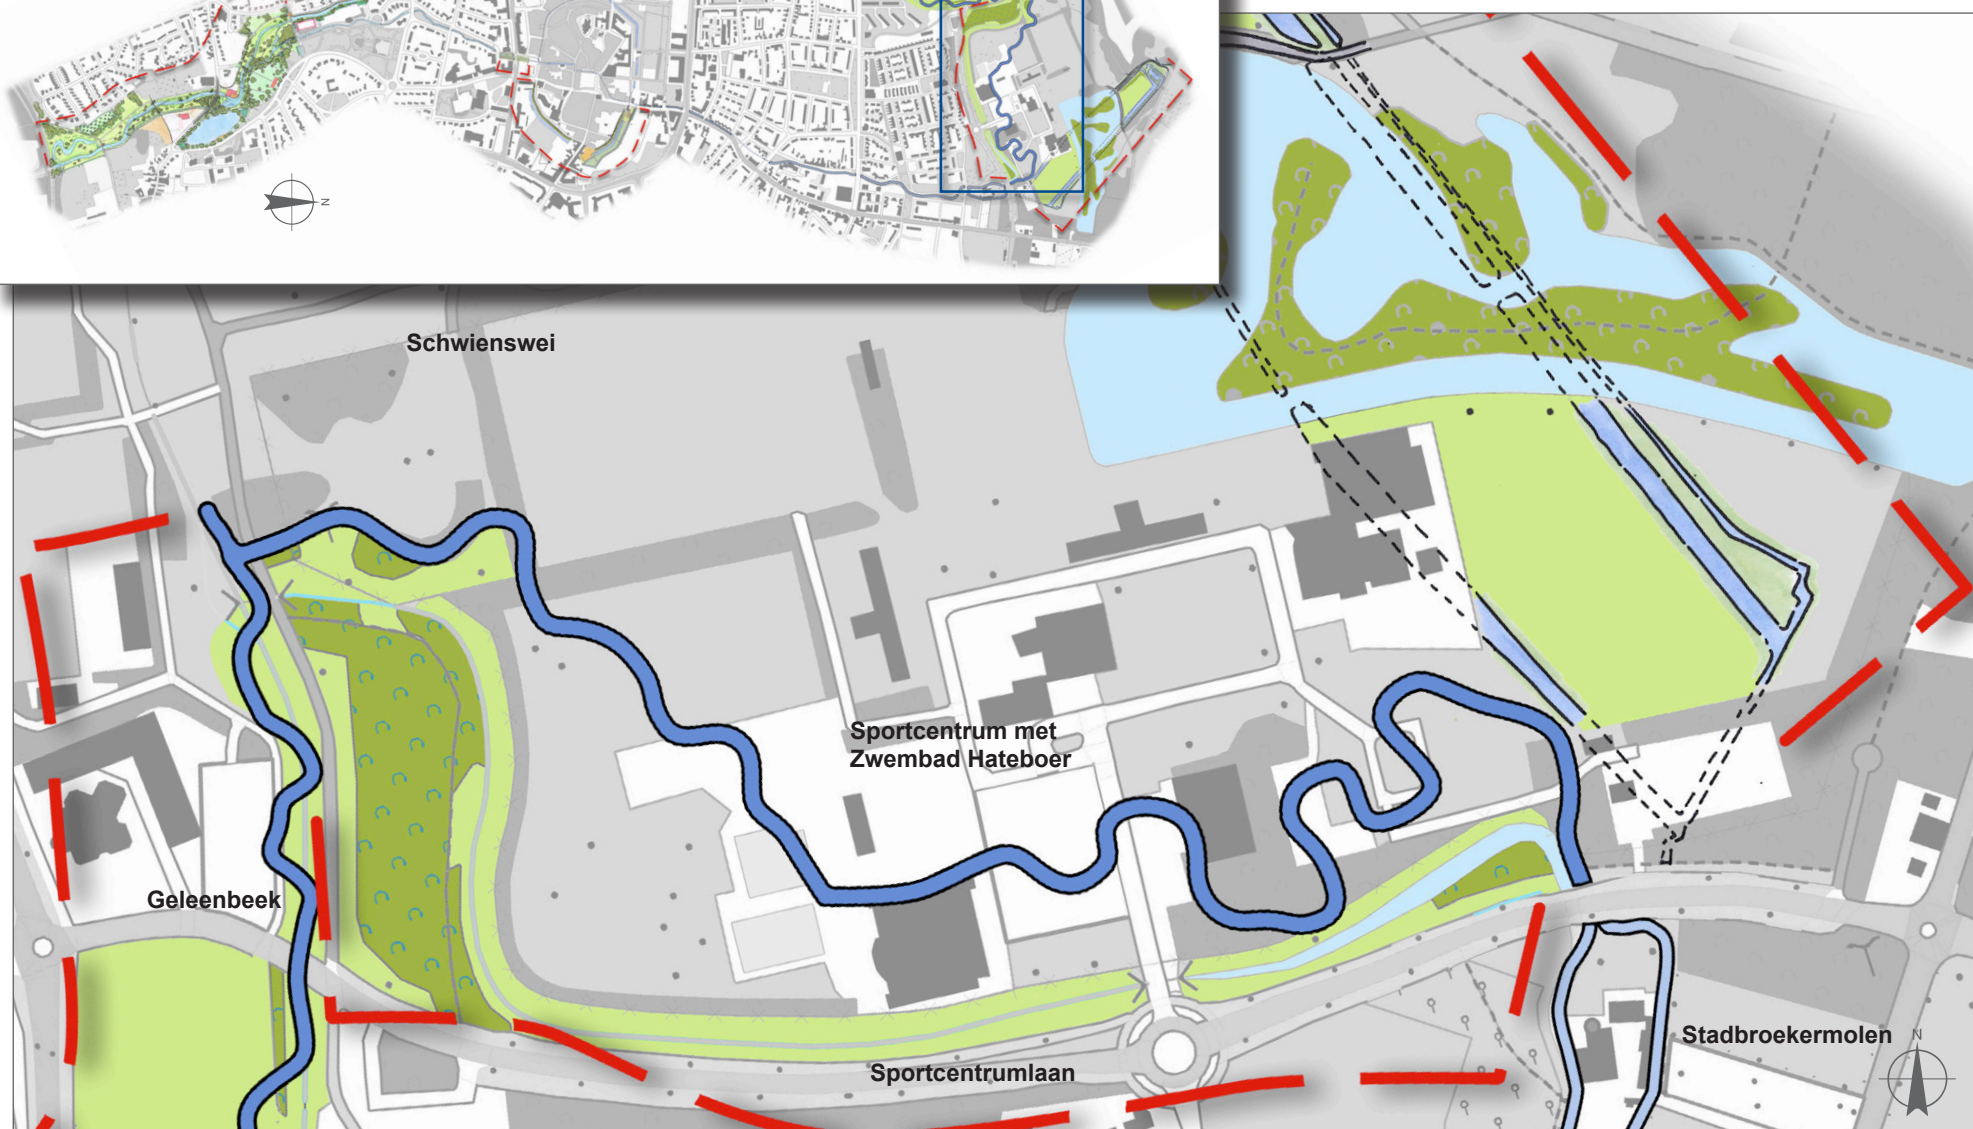 N
Schwienswei
Sportcentrum met
Zwembad Hateboer
Geleenbeek
Stadbroekermolen
N
Sportcentrumlaan